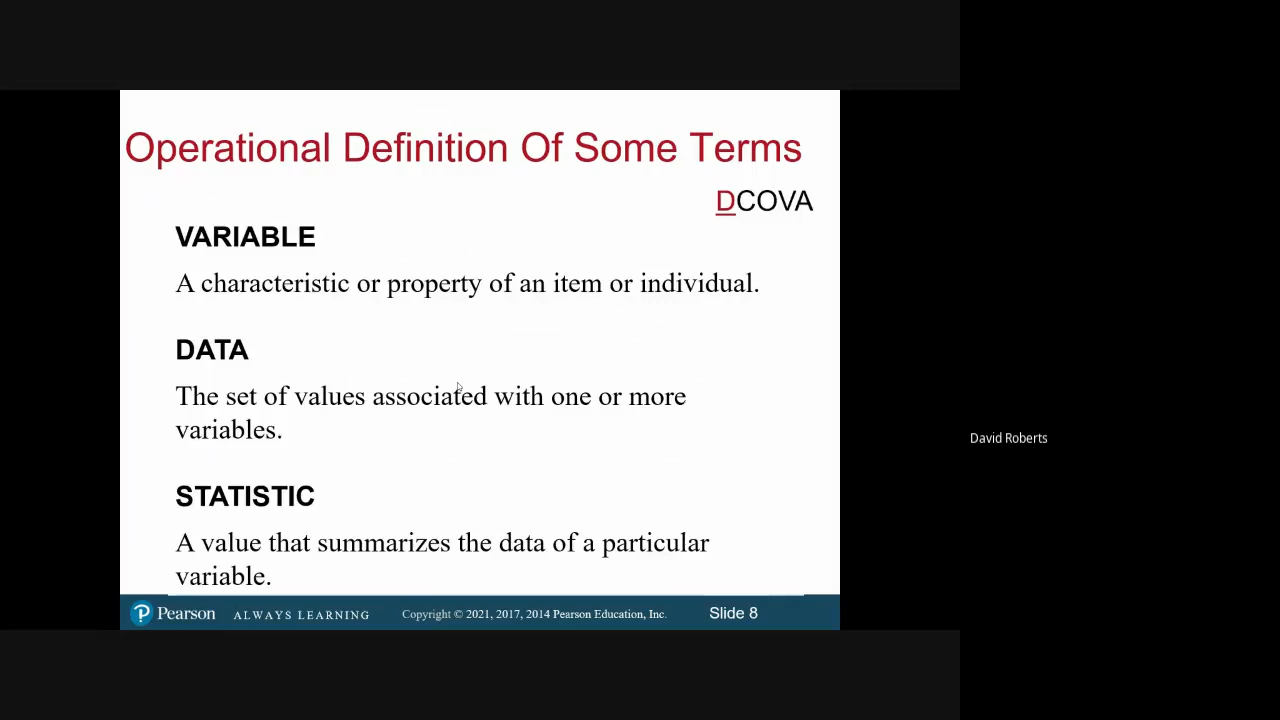 Operational Definition Of Some Terms
DCOVA
VARIABLE
A characteristic or property of an item or individual.
DATA
The set of values associated with one or more
variables.
David Roberts
STATISTIC
A value that summarizes the data of a particular
variable.
Pearson ALWAYS LEARNING Copyright © 2021, 2017, 2014 Pearson Education, Inc. Slide 8